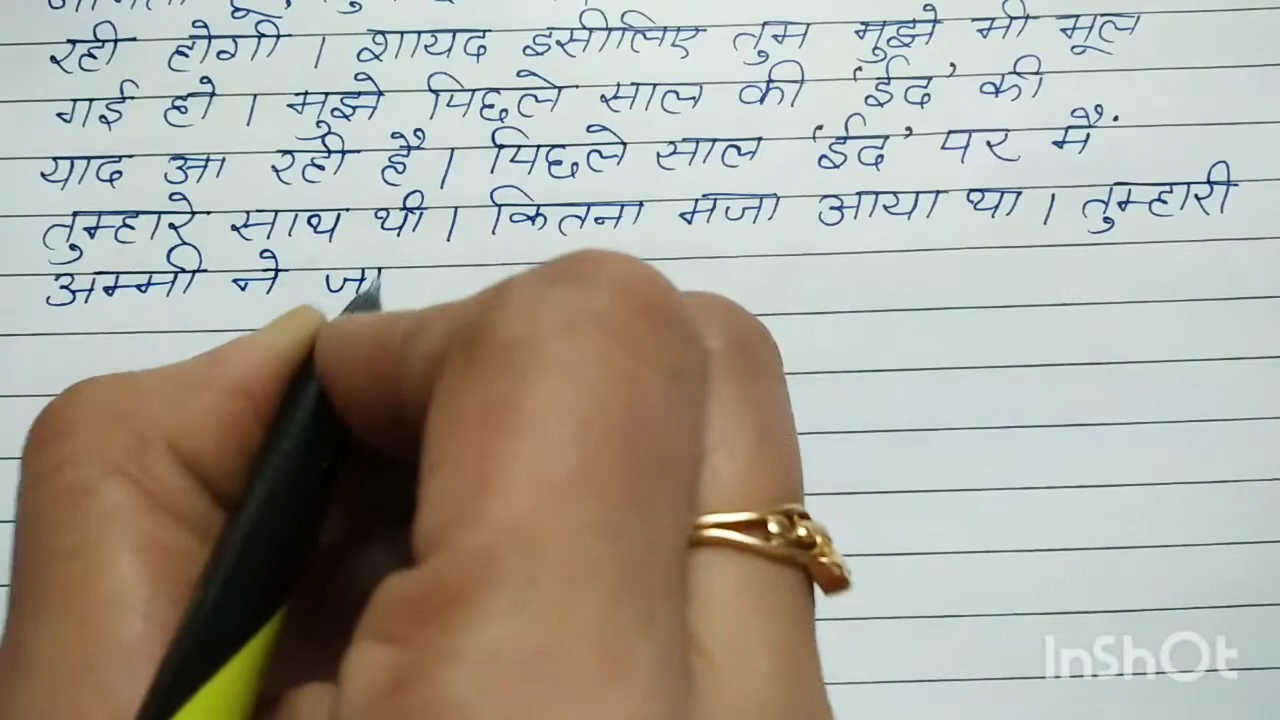 रही होगी । शायद इसीलिए तुम मुझे भी भूल
गई हो । मुझे पिछले साल की 'ईद' की
याद आ रही है । पिछले साल 'ईद' पर मैं
तुम्हारे साथ थी । कितना मजा आया था । तुम्हारी
अम्मी ने
InShOt